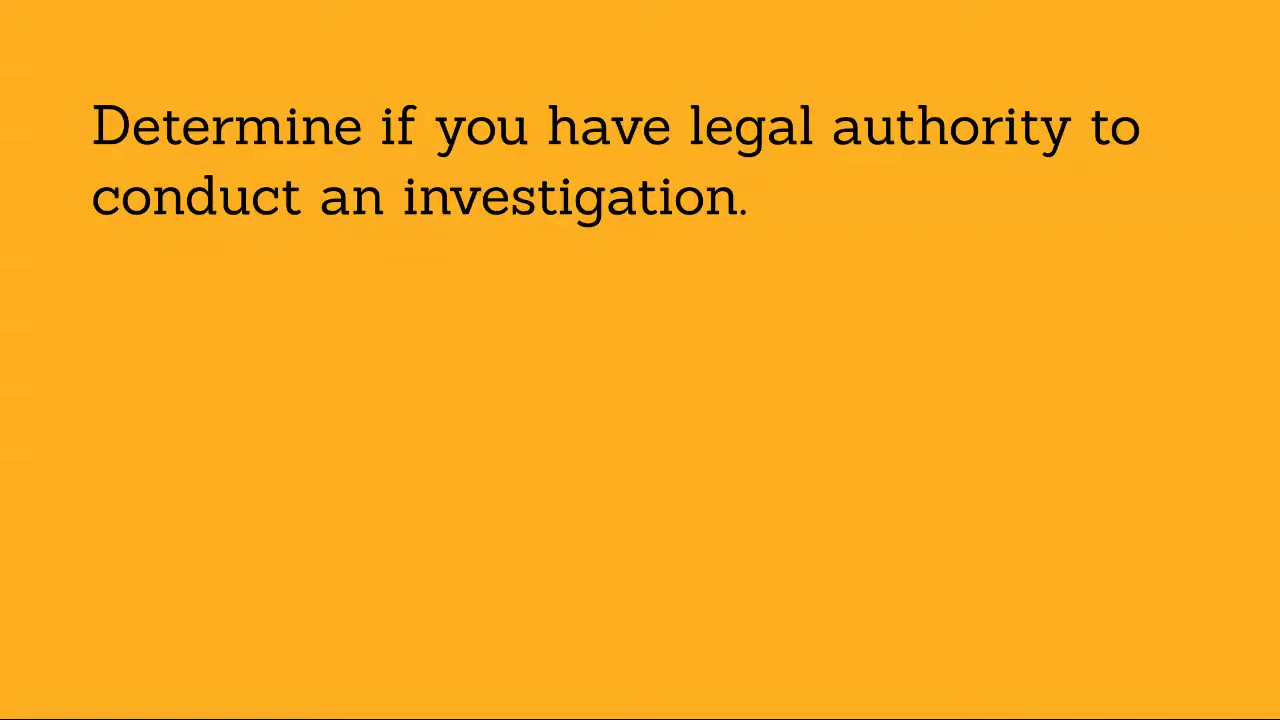 Determine if you have legal authority to
conduct an investigation.